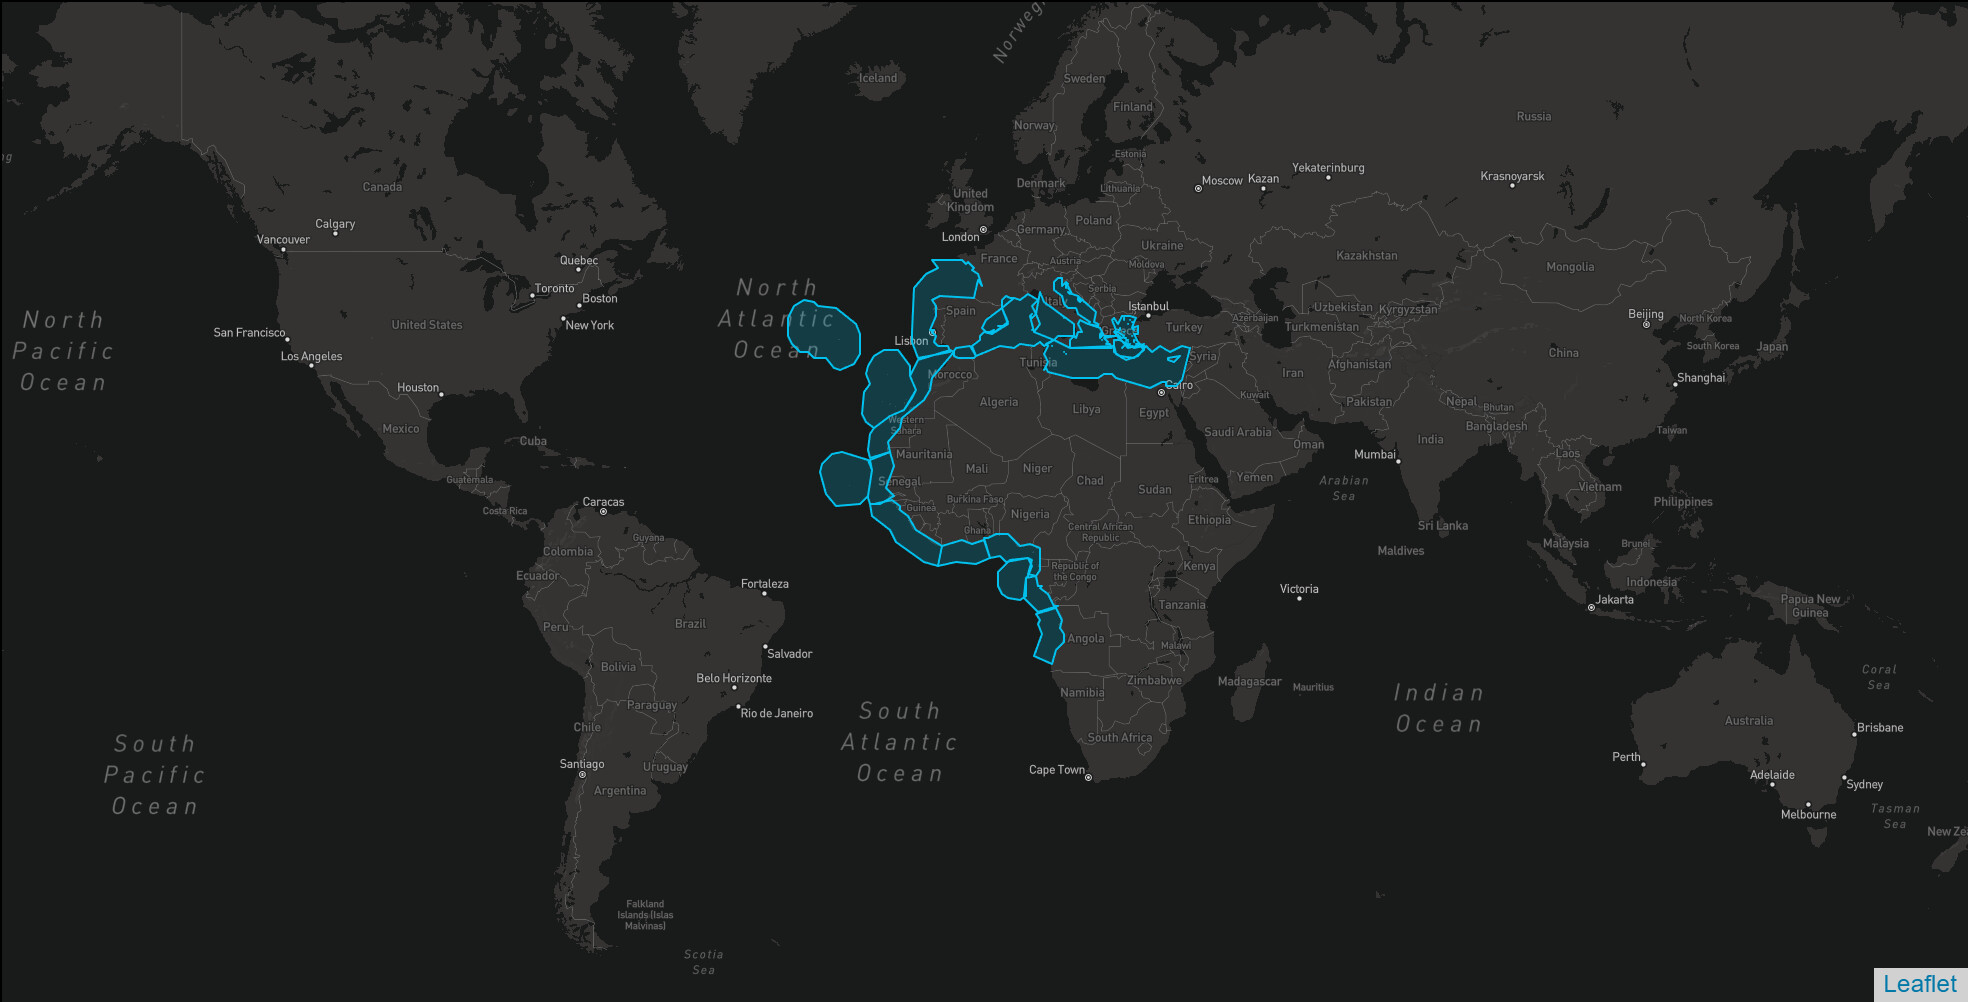 Norweg
Iceland
Sweden
Finland
Norway
Russia
Estonia
ng
Canada
Denmark
Lithuania
Moscow
Kazan
Yekaterinburg
Krasnoyarsk
United
Kingdom
Poland
Calgary
Vancouver
London
Germany
Ukraine
Quebec
France
Austria
Moldova
Kazakhstan
Mongolia
Toronto
Boston
North
Atlantic
Ocean
Serbia
Italy
Istanbul
Uzbekistan
Kyrgyzstan
Spain
North
Pacific
Ocean
New York
United States
San Francisco
Los Angeles
Lisbon
Greece
Turkey
Azerbaijan
Turkmenistan
Beijing
North Korea
South Korea
Japan
China
Syria
Tunisia
Morocco
Iran
Afghanistan
Shanghai
Houston
Cairo
Algeria
Libya
Egypt
Kuwait
Pakistan
Nepal
Bhutan
Mexico
Western
Sahara
Saudi Arabia
Oman
India
Bangladesh
Taiwan
Cuba
Mauritania
Mali
Niger
Chad
Sudan
Eritrea
Yemen
Mumbai
Arabian
Sea
Laos
Vietnam
Philippines
Guatemala
Costa Rica
Caracas
Senegal
Guinea
Burkina Faso
Ghana
Nigeria
Central African
Republic
Ethiopia
Sri Lanka
Maldives
Malaysia
Brunei
Guyana
Colombia
Ecuador
Fortaleza
Republic of
the Congo
Kenya
Victoria
Indonesia
Jakarta
Papua New
Guinea
Tanzania
Peru
Brazil
Salvador
Angola
Malawi
Bolivia
Belo Horizonte
Zimbabwe
Madagascar
Mauritius
Coral
Sea
Namibia
Paraguay
Rio de Janeiro
South
Atlantic
Ocean
Indian
Ocean
Australia
Brisbane
Chile
South Africa
South
Pacific
Ocean
Santiago
Uruguay
Argentina
Cape Town
Perth
Adelaide
Sydney
Melbourne
Tasman
Sea
New Zea
Falkland
Islands (Islas
Malvinas)
Scotia
Sea
Leaflet